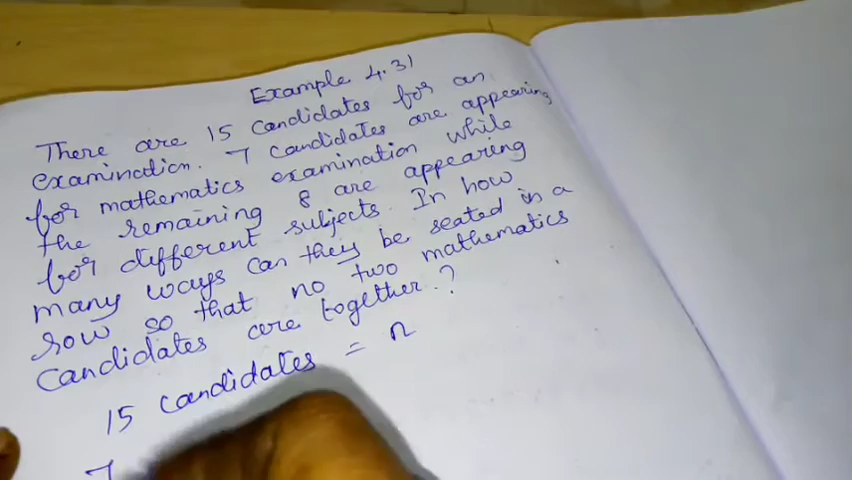 Example 4.31
There are 15 candidates for an
examination. 7 candidates are appearing
for mathematics examination while
the remaining 8 are appearing
for different subjects. In how
many ways can they be seated in a
row so that no two mathematics
candidates are together?
15 candidates = n
7